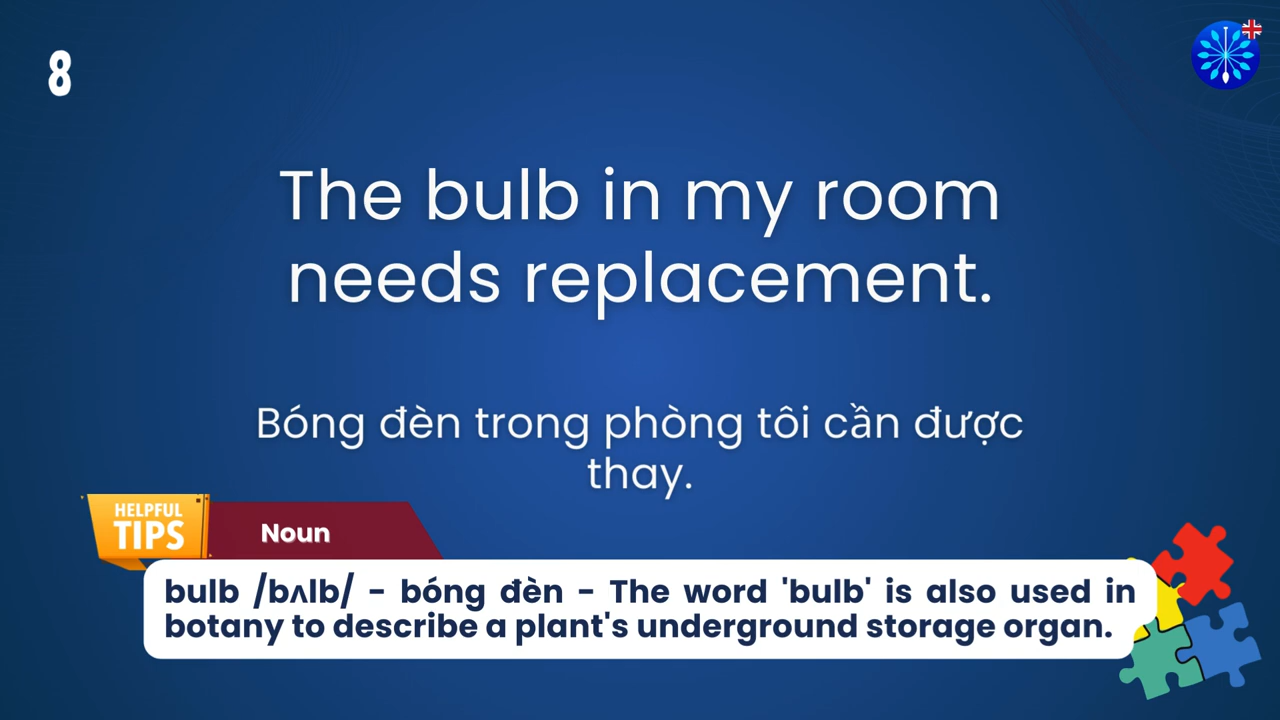 8
The bulb in my room
needs replacement.
Bóng đèn trong phòng tôi cần được
thay.
HELPFUL
TIPS
Noun
bulb /bʌlb/ - bóng đèn - The word 'bulb' is also used in
botany to describe a plant's underground storage organ.